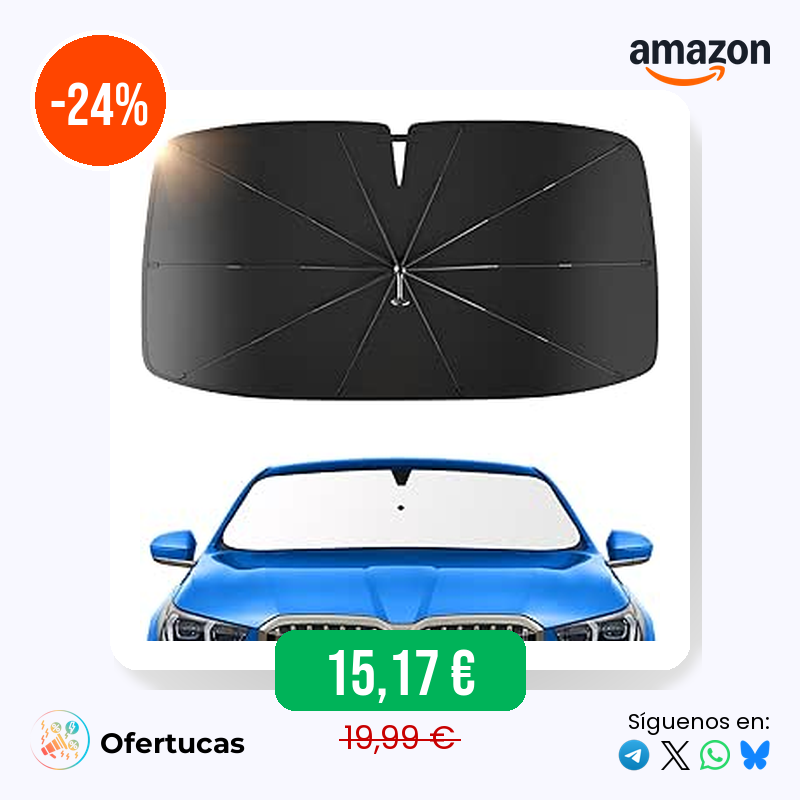 -24%
amazon
15,17 €
19,99 €
Ofertucas
Síguenos en: